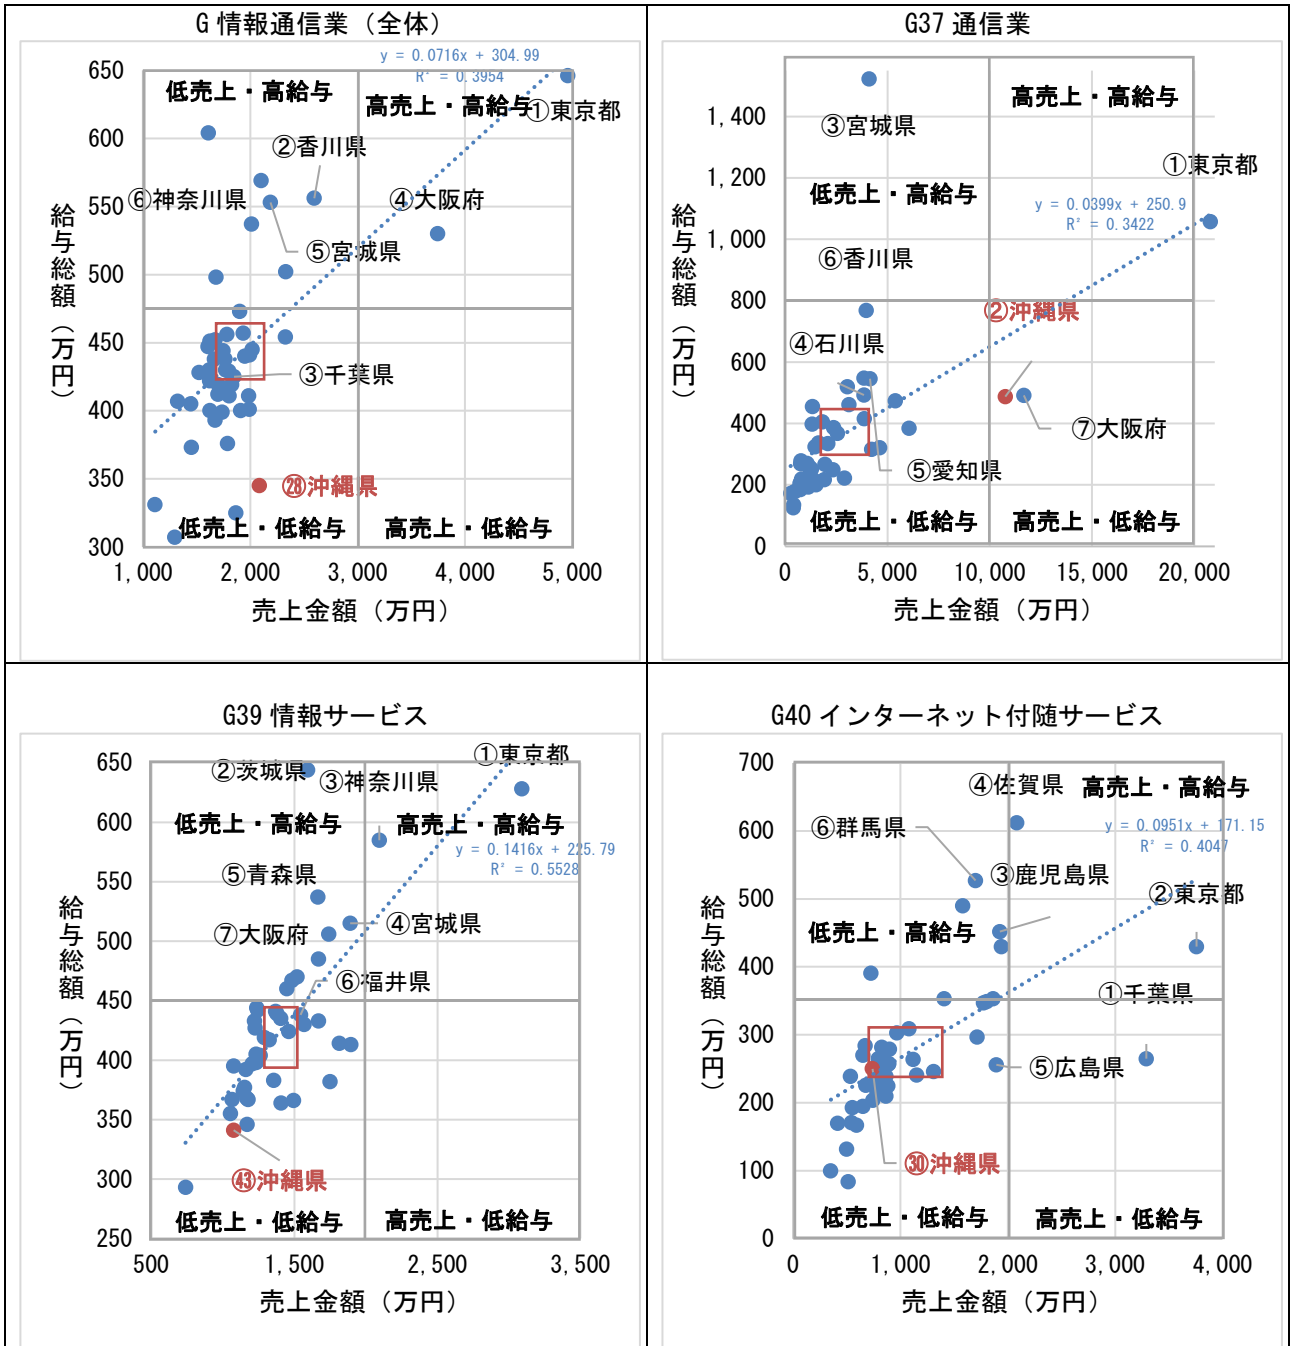 G 情報通信業（全体）
y = 0.0716x + 304.99
R² = 0.3954
650
600
550
500
450
400
350
300
低売上・高給与
高売上・高給与
①東京都
②香川県
⑥神奈川県
④大阪府
⑤宮城県
③千葉県
㉘沖縄県
低売上・低給与
高売上・低給与
1,000
2,000
3,000
4,000
5,000
給与総額（万円）
売上金額（万円）
G37 通信業
1,400
1,200
1,000
800
600
400
200
0
高売上・高給与
③宮城県
①東京都
低売上・高給与
y = 0.0399x + 250.9
R² = 0.3422
⑥香川県
②沖縄県
④石川県
⑦大阪府
⑤愛知県
低売上・低給与
高売上・低給与
0
5,000
10,000
15,000
20,000
給与総額（万円）
売上金額（万円）
G39 情報サービス
650
600
550
500
450
400
350
300
250
①東京都
②茨城県
③神奈川県
低売上・高給与
高売上・高給与
y = 0.1416x + 225.79
R² = 0.5528
⑤青森県
④宮城県
⑦大阪府
⑥福井県
㊸沖縄県
低売上・低給与
高売上・低給与
500
1,500
2,500
3,500
給与総額（万円）
売上金額（万円）
G40 インターネット付随サービス
700
600
500
400
300
200
100
0
④佐賀県
高売上・高給与
⑥群馬県
y = 0.0951x + 171.15
R² = 0.4047
③鹿児島県
②東京都
低売上・高給与
①千葉県
⑤広島県
㉚沖縄県
低売上・低給与
高売上・低給与
0
1,000
2,000
3,000
4,000
給与総額（万円）
売上金額（万円）